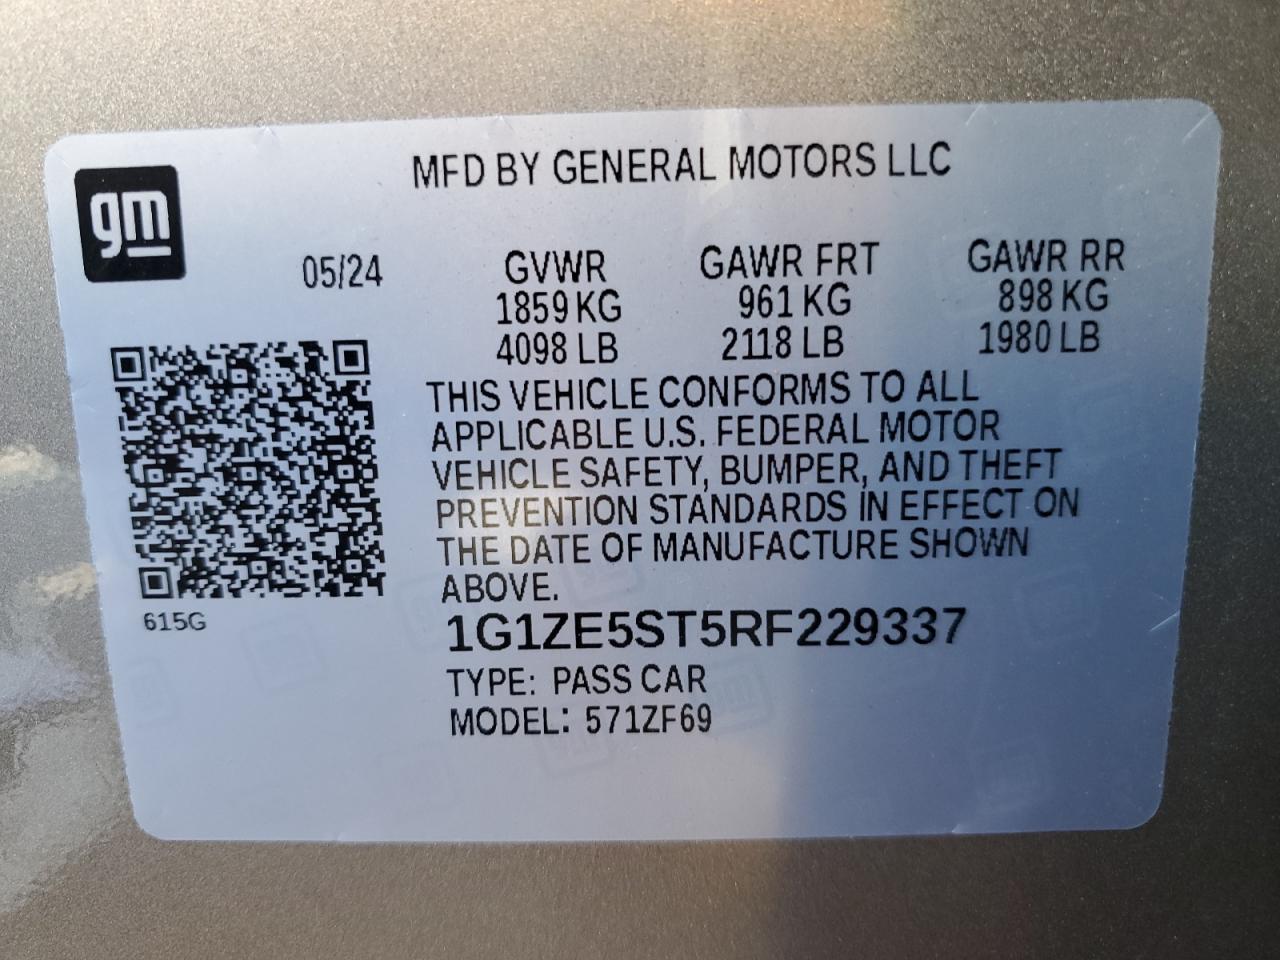 gm
MFD BY GENERAL MOTORS LLC
05/24
GVWR GAWR FRT GAWR RR
1859 KG 961 KG 898 KG
4098 LB 2118 LB 1980 LB
THIS VEHICLE CONFORMS TO ALL
APPLICABLE U.S. FEDERAL MOTOR
VEHICLE SAFETY, BUMPER, AND THEFT
PREVENTION STANDARDS IN EFFECT ON
THE DATE OF MANUFACTURE SHOWN
ABOVE.
615G
1G1ZE5ST5RF229337
TYPE: PASS CAR
MODEL: 571ZF69